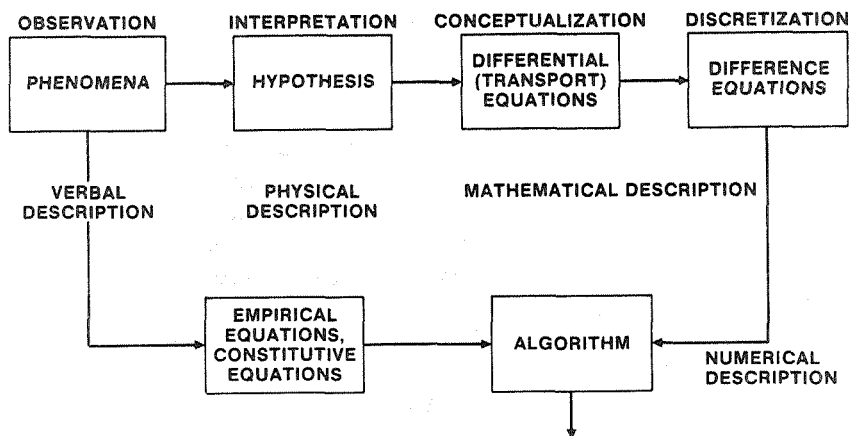 OBSERVATION
INTERPRETATION
CONCEPTUALIZATION
DISCRETIZATION
PHENOMENA
HYPOTHESIS
DIFFERENTIAL
(TRANSPORT)
EQUATIONS
DIFFERENCE
EQUATIONS
VERBAL
DESCRIPTION
PHYSICAL
DESCRIPTION
MATHEMATICAL DESCRIPTION
EMPIRICAL
EQUATIONS,
CONSTITUTIVE
EQUATIONS
ALGORITHM
NUMERICAL
DESCRIPTION